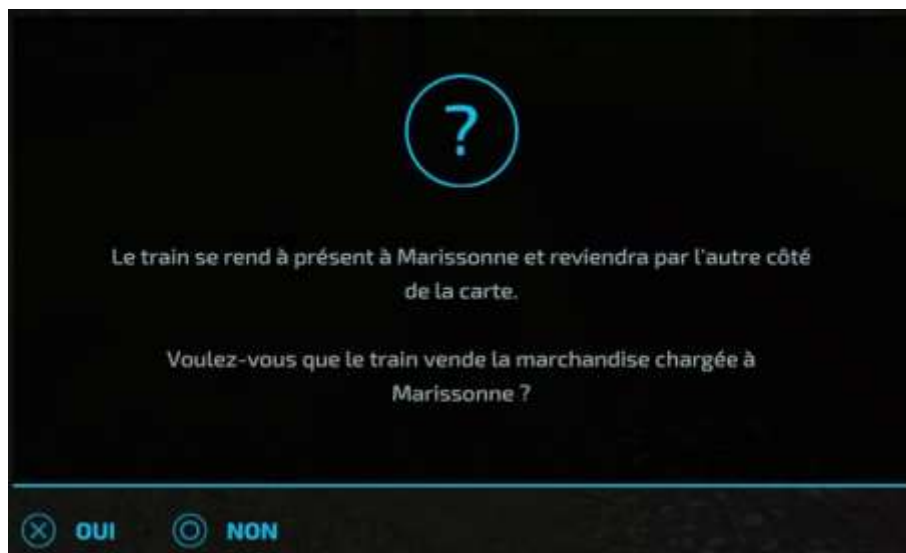 ?
Le train se rend à présent à Marissonne et reviendra par l'autre côté
de la carte.
Voulez-vous que le train vende la marchandise chargée à
Marissonne ?
OUI NON